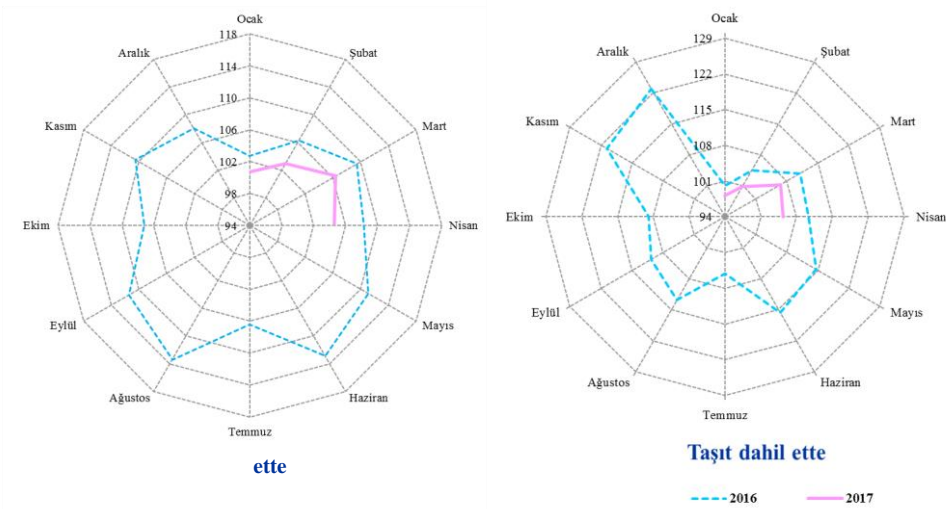 Ocak
118
Şubat
114
110
Mart
106
102
98
94
Nisan
Mayıs
Haziran
Temmuz
Ağustos
Eylül
Ekim
Kasım
Aralık
ette
Ocak
129
Şubat
122
115
Mart
108
101
94
Nisan
Mayıs
Haziran
Temmuz
Ağustos
Eylül
Ekim
Kasım
Aralık
Taşıt dahil ette
2016 2017